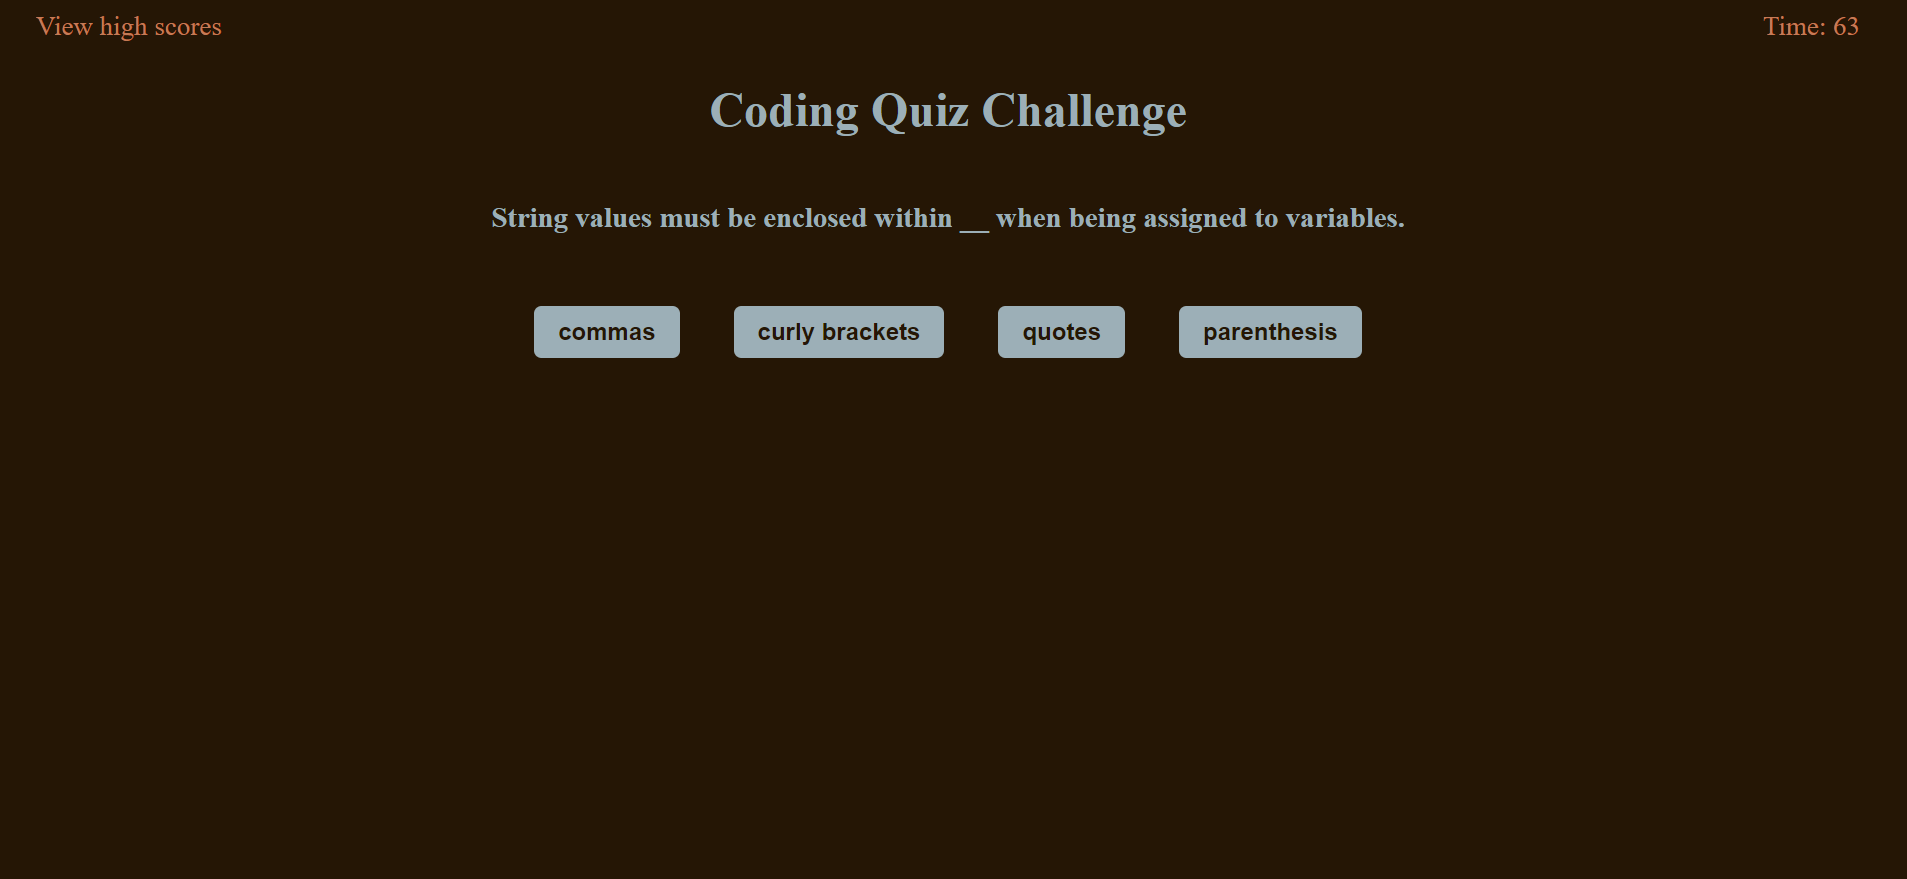 View high scores
Time: 63
Coding Quiz Challenge
String values must be enclosed within __ when being assigned to variables.
commas
curly brackets
quotes
parenthesis